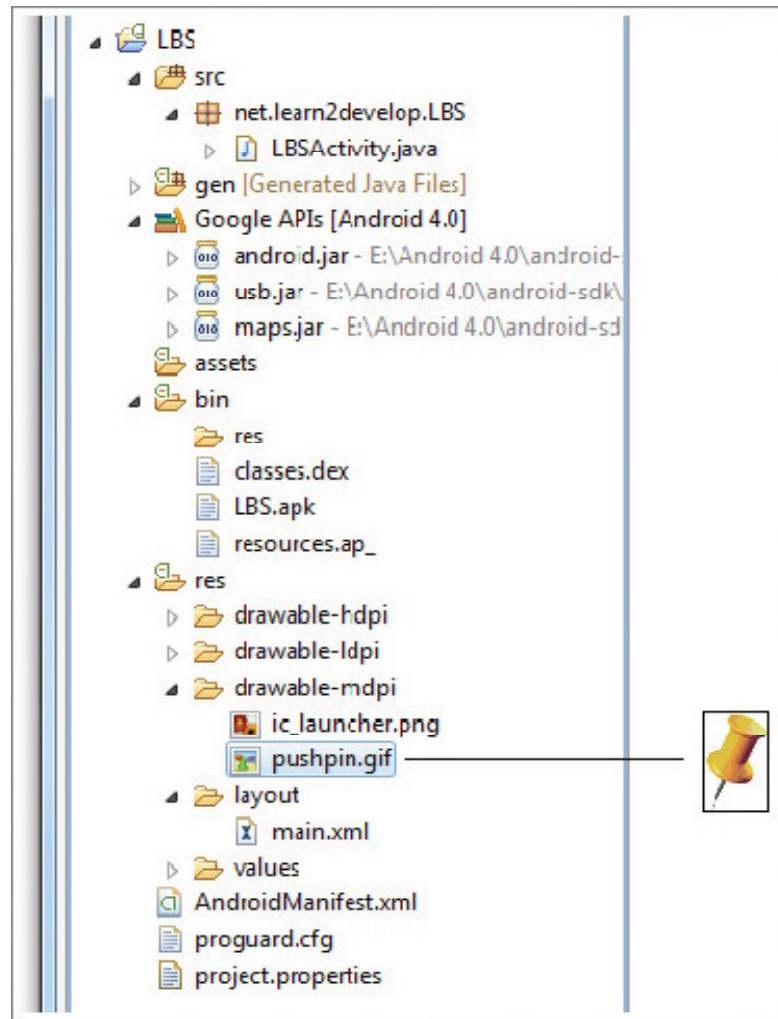 LBS
src
net.learn2develop.LBS
LBSActivity.java
gen [Generated Java Files]
Google APIs [Android 4.0]
android.jar - E:\Android 4.0\android-
usb.jar - E:\Android 4.0\android-sdk\
maps.jar - E:\Android 4.0\android-sd
assets
bin
res
classes.dex
LBS.apk
resources.ap_
res
drawable-hdpi
drawable-ldpi
drawable-mdpi
ic_launcher.png
pushpin.gif
layout
main.xml
values
AndroidManifest.xml
proguard.cfg
project.properties